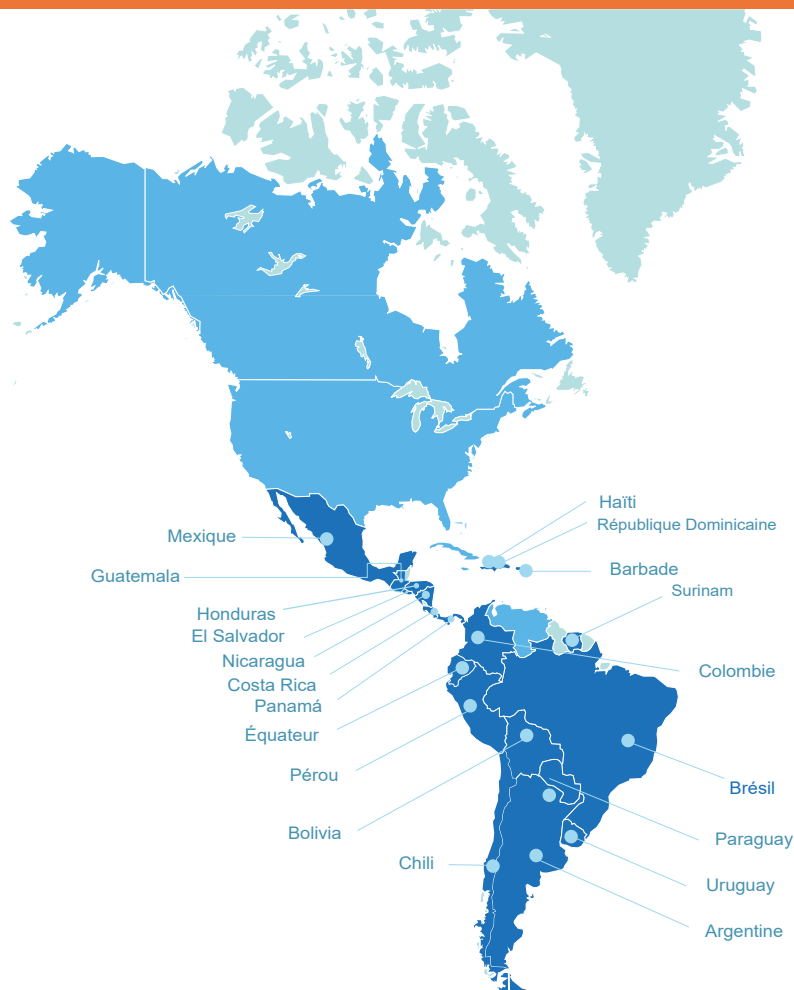 Haïti
République Dominicaine
Mexique
Barbade
Guatemala
Surinam
Honduras
El Salvador
Nicaragua
Colombie
Costa Rica
Panamá
Équateur
Pérou
Brésil
Bolivia
Paraguay
Chili
Uruguay
Argentine